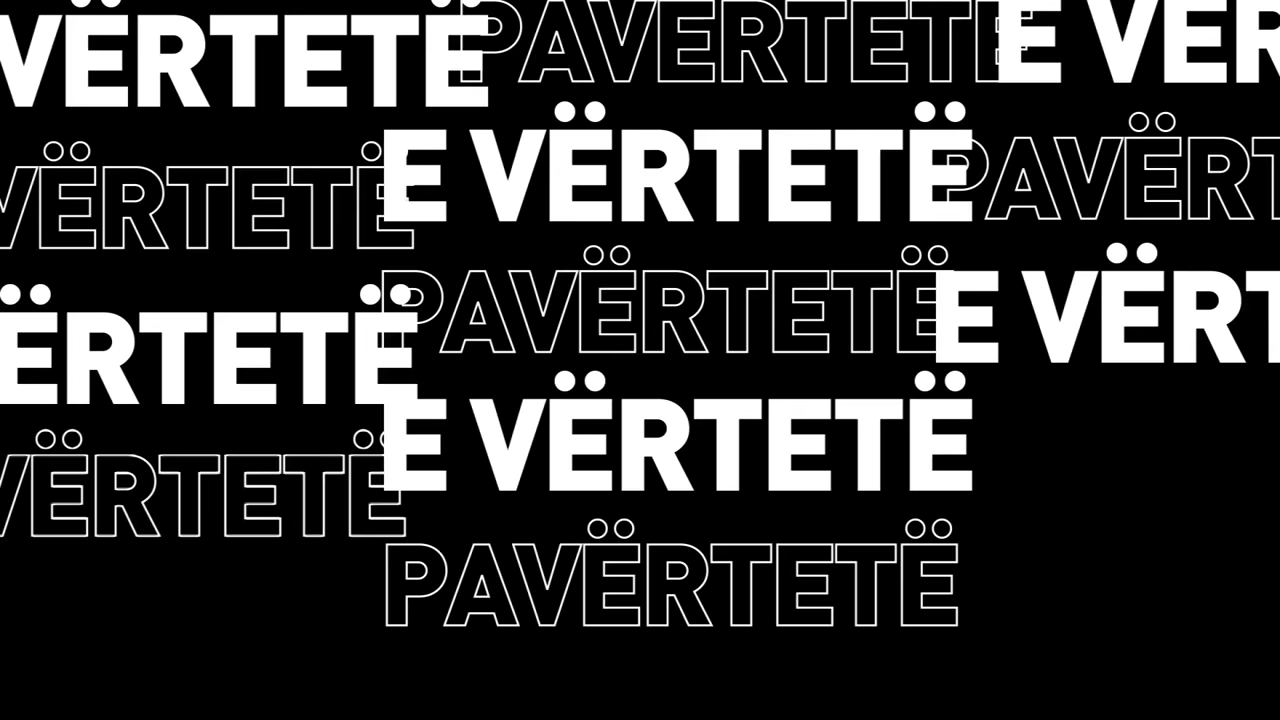 VËRTETË
PAVËRTETË
E VËR
E VËRTETË
VËRTETË
PAVËRT
PAVËRTETË
E VËRT
ËRTETË
E VËRTETË
VËRTETË
PAVËRTETË